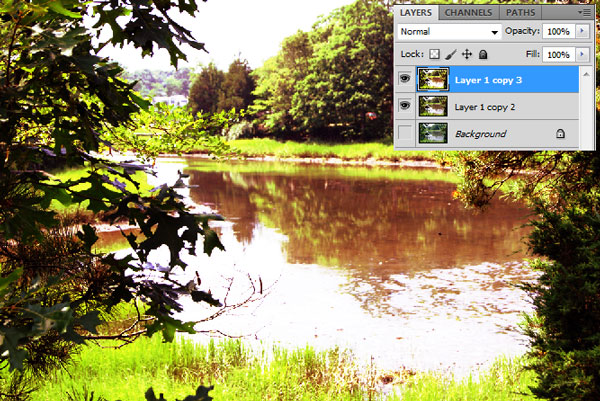 LAYERS CHANNELS PATHS
Normal Opacity: 100%
Lock: Fill: 100%
Layer 1 copy 3
Layer 1 copy 2
Background